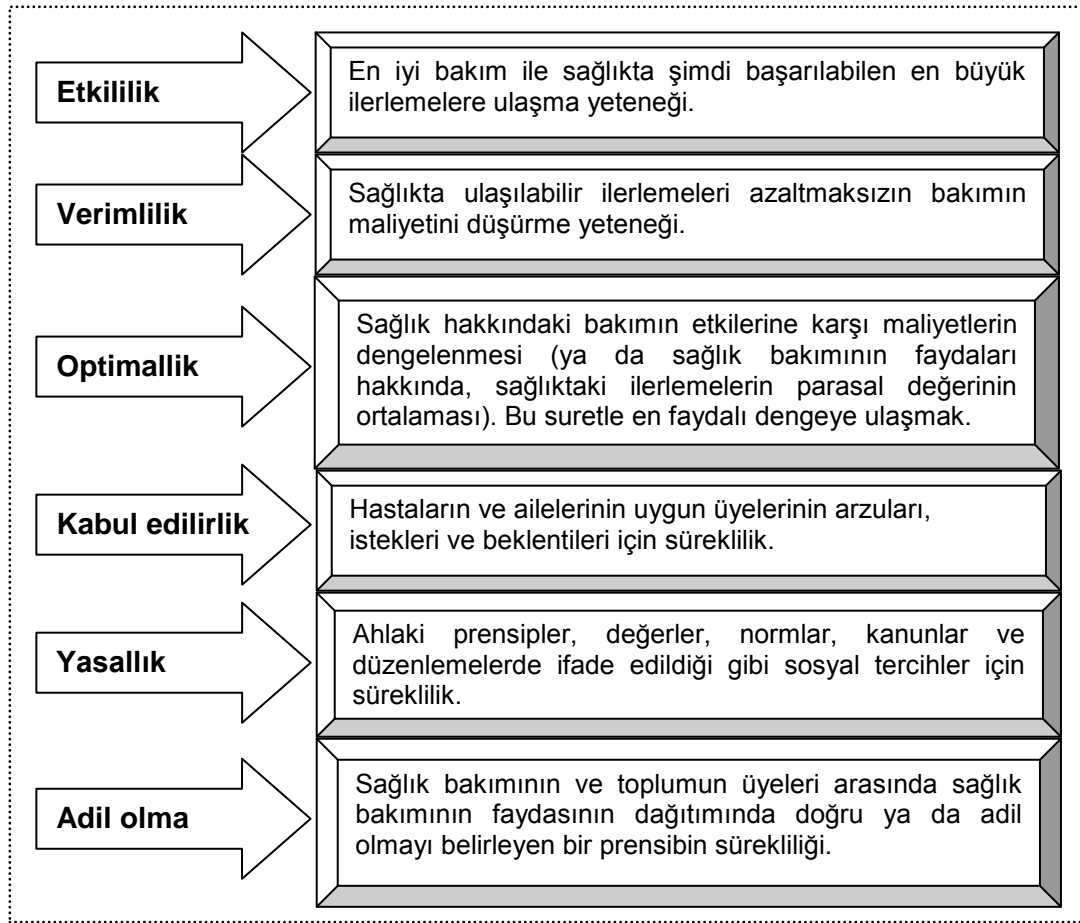 Etkililik
En iyi bakım ile sağlıkta şimdi başarılabilen en büyük
ilerlemelere ulaşma yeteneği.
Verimlilik
Sağlıkta ulaşılabilir ilerlemeleri azaltmaksızın bakımın
maliyetini düşürme yeteneği.
Optimallik
Sağlık hakkındaki bakımın etkilerine karşı maliyetlerin
dengelenmesi (ya da sağlık bakımının faydaları
hakkında, sağlıktaki ilerlemelerin parasal değerinin
ortalaması). Bu suretle en faydalı dengeye ulaşmak.
Kabul edilirlik
Hastaların ve ailelerinin uygun üyelerinin arzuları,
istekleri ve beklentileri için süreklilik.
Yasallık
Ahlaki prensipler, değerler, normlar, kanunlar ve
düzenlemelerde ifade edildiği gibi sosyal tercihler için
süreklilik.
Adil olma
Sağlık bakımının ve toplumun üyeleri arasında sağlık
bakımının faydasının dağıtımında doğru ya da adil
olmayı belirleyen bir prensibin sürekliliği.